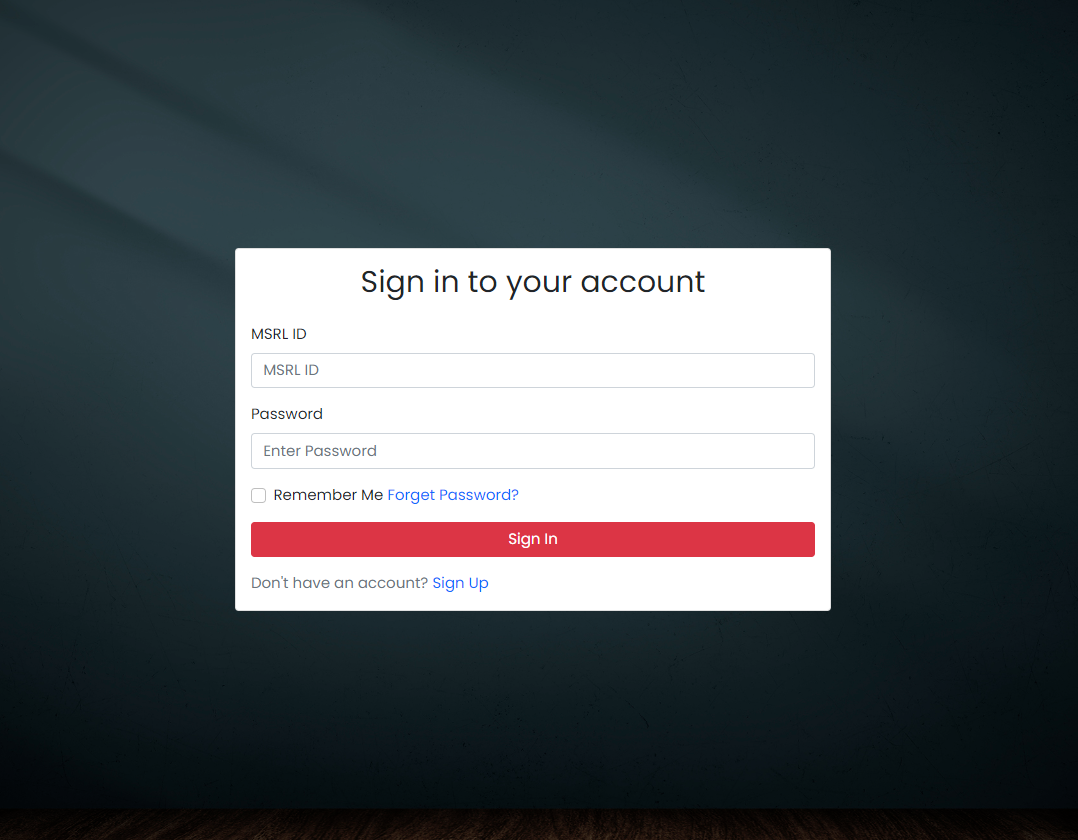 Sign in to your account
MSRL ID
MSRL ID
Password
Enter Password
Remember Me Forget Password?
Sign In
Don't have an account? Sign Up